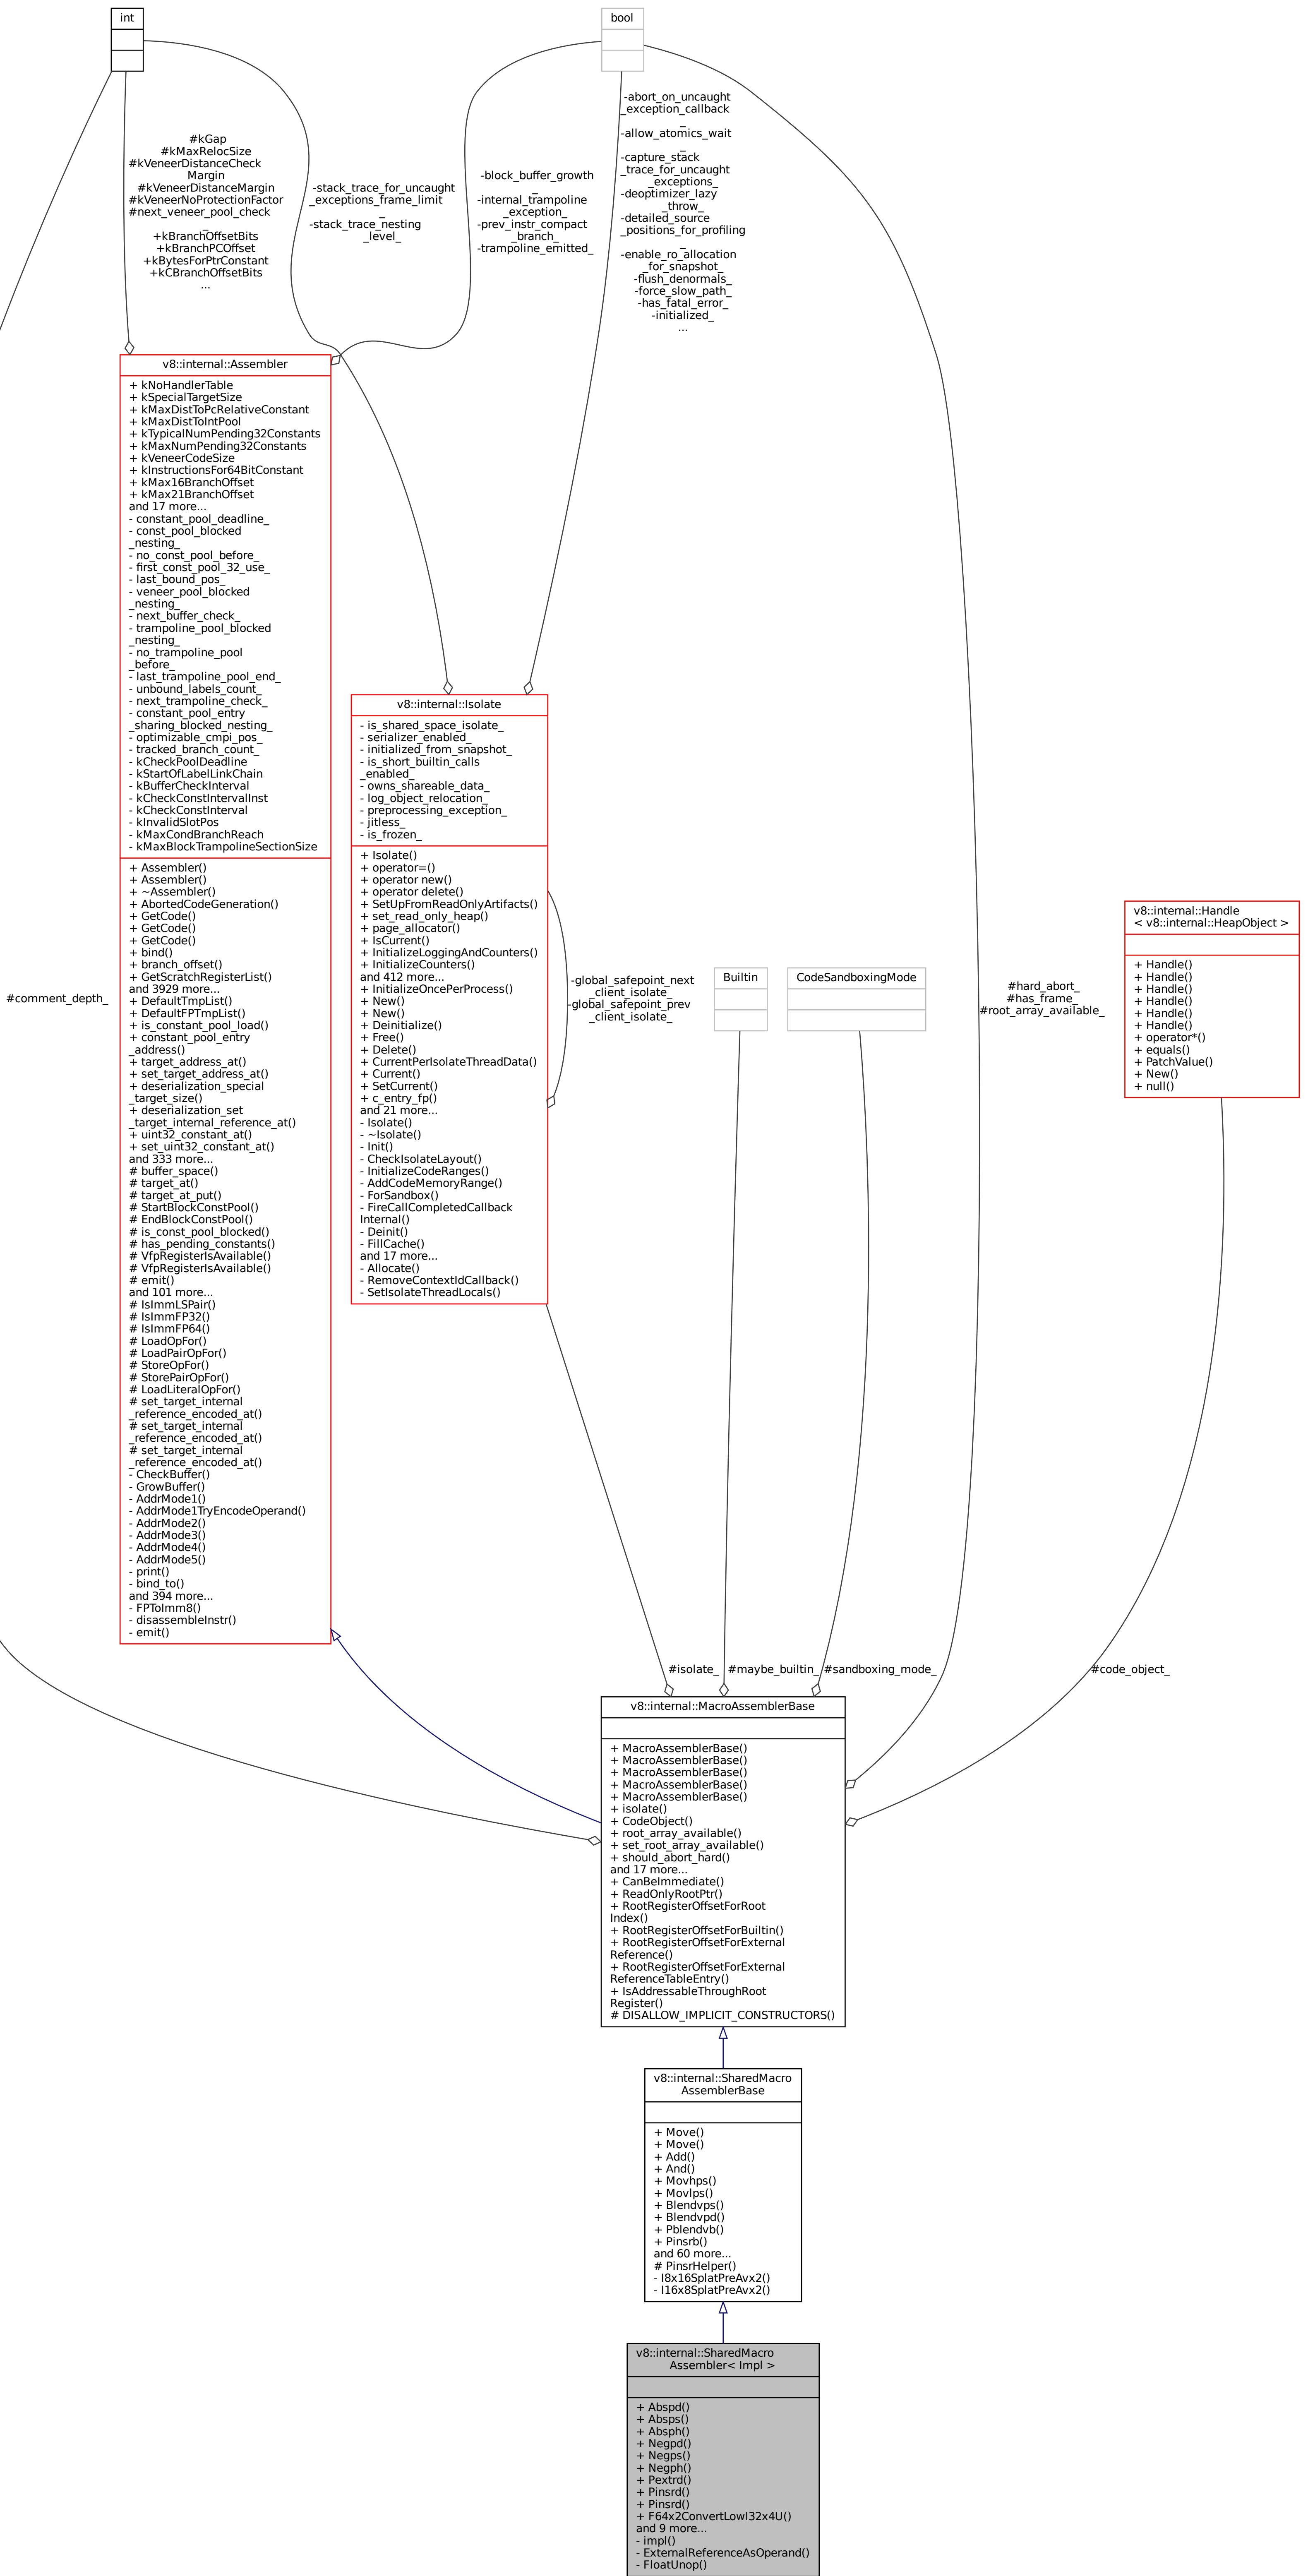 int
bool
-abort_on_uncaught
_exception_callback
_
-allow_atomics_wait
_
-capture_stack
_trace_for_uncaught
_exceptions_
-deoptimizer_lazy
_throw_
-detailed_source
_positions_for_profiling
_
-enable_ro_allocation
_for_snapshot_
-flush_denormals_
-force_slow_path_
-has_fatal_error_
-initialized_
...
#kGap
#kMaxRelocSize
#kVeneerDistanceCheck
Margin
#kVeneerDistanceMargin
#kVeneerNoProtectionFactor
#next_veneer_pool_check
_
+kBranchOffsetBits
+kBranchPCOffset
+kBytesForPtrConstant
+kCBranchOffsetBits
...
-stack_trace_for_uncaught
_exceptions_frame_limit
_
-stack_trace_nesting
_level_
-block_buffer_growth
_
-internal_trampoline
_exception_
-prev_instr_compact
_branch_
-trampoline_emitted_
v8::internal::Assembler
+ kNoHandlerTable
+ kSpecialTargetSize
+ kMaxDistToPcRelativeConstant
+ kMaxDistToIntPool
+ kTypicalNumPending32Constants
+ kMaxNumPending32Constants
+ kVeneerCodeSize
+ kInstructionsFor64BitConstant
+ kMax16BranchOffset
+ kMax21BranchOffset
and 17 more...
- constant_pool_deadline_
- const_pool_blocked
_nesting_
- no_const_pool_before_
- first_const_pool_32_use_
- last_bound_pos_
- veneer_pool_blocked
_nesting_
- next_buffer_check_
- trampoline_pool_blocked
_nesting_
- no_trampoline_pool
_before_
- last_trampoline_pool_end_
- unbound_labels_count_
- next_trampoline_check_
- constant_pool_entry
_sharing_blocked_nesting_
- optimizable_cmpi_pos_
- tracked_branch_count_
- kCheckPoolDeadline
- kStartOfLabelLinkChain
- kBufferCheckInterval
- kCheckConstIntervalInst
- kCheckConstInterval
- kInvalidSlotPos
- kMaxCondBranchReach
- kMaxBlockTrampolineSectionSize
+ Assembler()
+ Assembler()
+ ~Assembler()
+ AbortedCodeGeneration()
+ GetCode()
+ GetCode()
+ GetCode()
+ bind()
+ branch_offset()
+ GetScratchRegisterList()
and 3929 more...
+ DefaultTmpList()
+ DefaultFPTmpList()
+ is_constant_pool_load()
+ constant_pool_entry
_address()
+ target_address_at()
+ set_target_address_at()
+ deserialization_special
_target_size()
+ deserialization_set
_target_internal_reference_at()
+ uint32_constant_at()
+ set_uint32_constant_at()
and 333 more...
# buffer_space()
# target_at()
# target_at_put()
# StartBlockConstPool()
# EndBlockConstPool()
# is_const_pool_blocked()
# has_pending_constants()
# VfpRegisterIsAvailable()
# VfpRegisterIsAvailable()
# emit()
and 101 more...
# IsImmLSPair()
# IsImmFP32()
# IsImmFP64()
# LoadOpFor()
# LoadPairOpFor()
# StoreOpFor()
# StorePairOpFor()
# LoadLiteralOpFor()
# set_target_internal
_reference_encoded_at()
# set_target_internal
_reference_encoded_at()
# set_target_internal
_reference_encoded_at()
- CheckBuffer()
- GrowBuffer()
- AddrMode1()
- AddrMode1TryEncodeOperand()
- AddrMode2()
- AddrMode3()
- AddrMode4()
- AddrMode5()
- print()
- bind_to()
and 394 more...
- FPToImm8()
- disassembleInstr()
- emit()
v8::internal::Isolate
- is_shared_space_isolate_
- serializer_enabled_
- initialized_from_snapshot_
- is_short_builtin_calls
_enabled_
- owns_shareable_data_
- log_object_relocation_
- preprocessing_exception_
- jitless_
- is_frozen_
+ Isolate()
+ operator=()
+ operator new()
+ operator delete()
+ SetUpFromReadOnlyArtifacts()
+ set_read_only_heap()
+ page_allocator()
+ IsCurrent()
+ InitializeLoggingAndCounters()
+ InitializeCounters()
and 412 more...
+ InitializeOncePerProcess()
+ New()
+ New()
+ Deinitialize()
+ Free()
+ Delete()
+ CurrentPerIsolateThreadData()
+ Current()
+ SetCurrent()
+ c_entry_fp()
and 21 more...
- Isolate()
- ~Isolate()
- Init()
- CheckIsolateLayout()
- InitializeCodeRanges()
- AddCodeMemoryRange()
- ForSandbox()
- FireCallCompletedCallback
Internal()
- Deinit()
- FillCache()
and 17 more...
- Allocate()
- RemoveContextIdCallback()
- SetIsolateThreadLocals()
-global_safepoint_next
_client_isolate_
-global_safepoint_prev
_client_isolate_
Builtin
CodeSandboxingMode
#comment_depth_
#hard_abort_
#has_frame_
#root_array_available_
v8::internal::Handle
< v8::internal::HeapObject >
+ Handle()
+ Handle()
+ Handle()
+ Handle()
+ Handle()
+ Handle()
+ operator*()
+ equals()
+ PatchValue()
+ New()
+ null()
#isolate_
#maybe_builtin_
#sandboxing_mode_
#code_object_
v8::internal::MacroAssemblerBase
+ MacroAssemblerBase()
+ MacroAssemblerBase()
+ MacroAssemblerBase()
+ MacroAssemblerBase()
+ MacroAssemblerBase()
+ isolate()
+ CodeObject()
+ root_array_available()
+ set_root_array_available()
+ should_abort_hard()
and 17 more...
+ CanBeImmediate()
+ ReadOnlyRootPtr()
+ RootRegisterOffsetForRoot
Index()
+ RootRegisterOffsetForBuiltin()
+ RootRegisterOffsetForExternal
Reference()
+ RootRegisterOffsetForExternal
ReferenceTableEntry()
+ IsAddressableThroughRoot
Register()
# DISALLOW_IMPLICIT_CONSTRUCTORS()
v8::internal::SharedMacro
AssemblerBase
+ Move()
+ Move()
+ Add()
+ And()
+ Movhps()
+ Movlps()
+ Blendvps()
+ Blendvpd()
+ Pblendvb()
+ Pinsrb()
and 60 more...
# PinsrHelper()
- I8x16SplatPreAvx2()
- I16x8SplatPreAvx2()
v8::internal::SharedMacro
Assembler< Impl >
+ Abspd()
+ Absps()
+ Absph()
+ Negpd()
+ Negps()
+ Negph()
+ Pextrd()
+ Pinsrd()
+ Pinsrd()
+ F64x2ConvertLowI32x4U()
and 9 more...
- impl()
- ExternalReferenceAsOperand()
- FloatUnop()